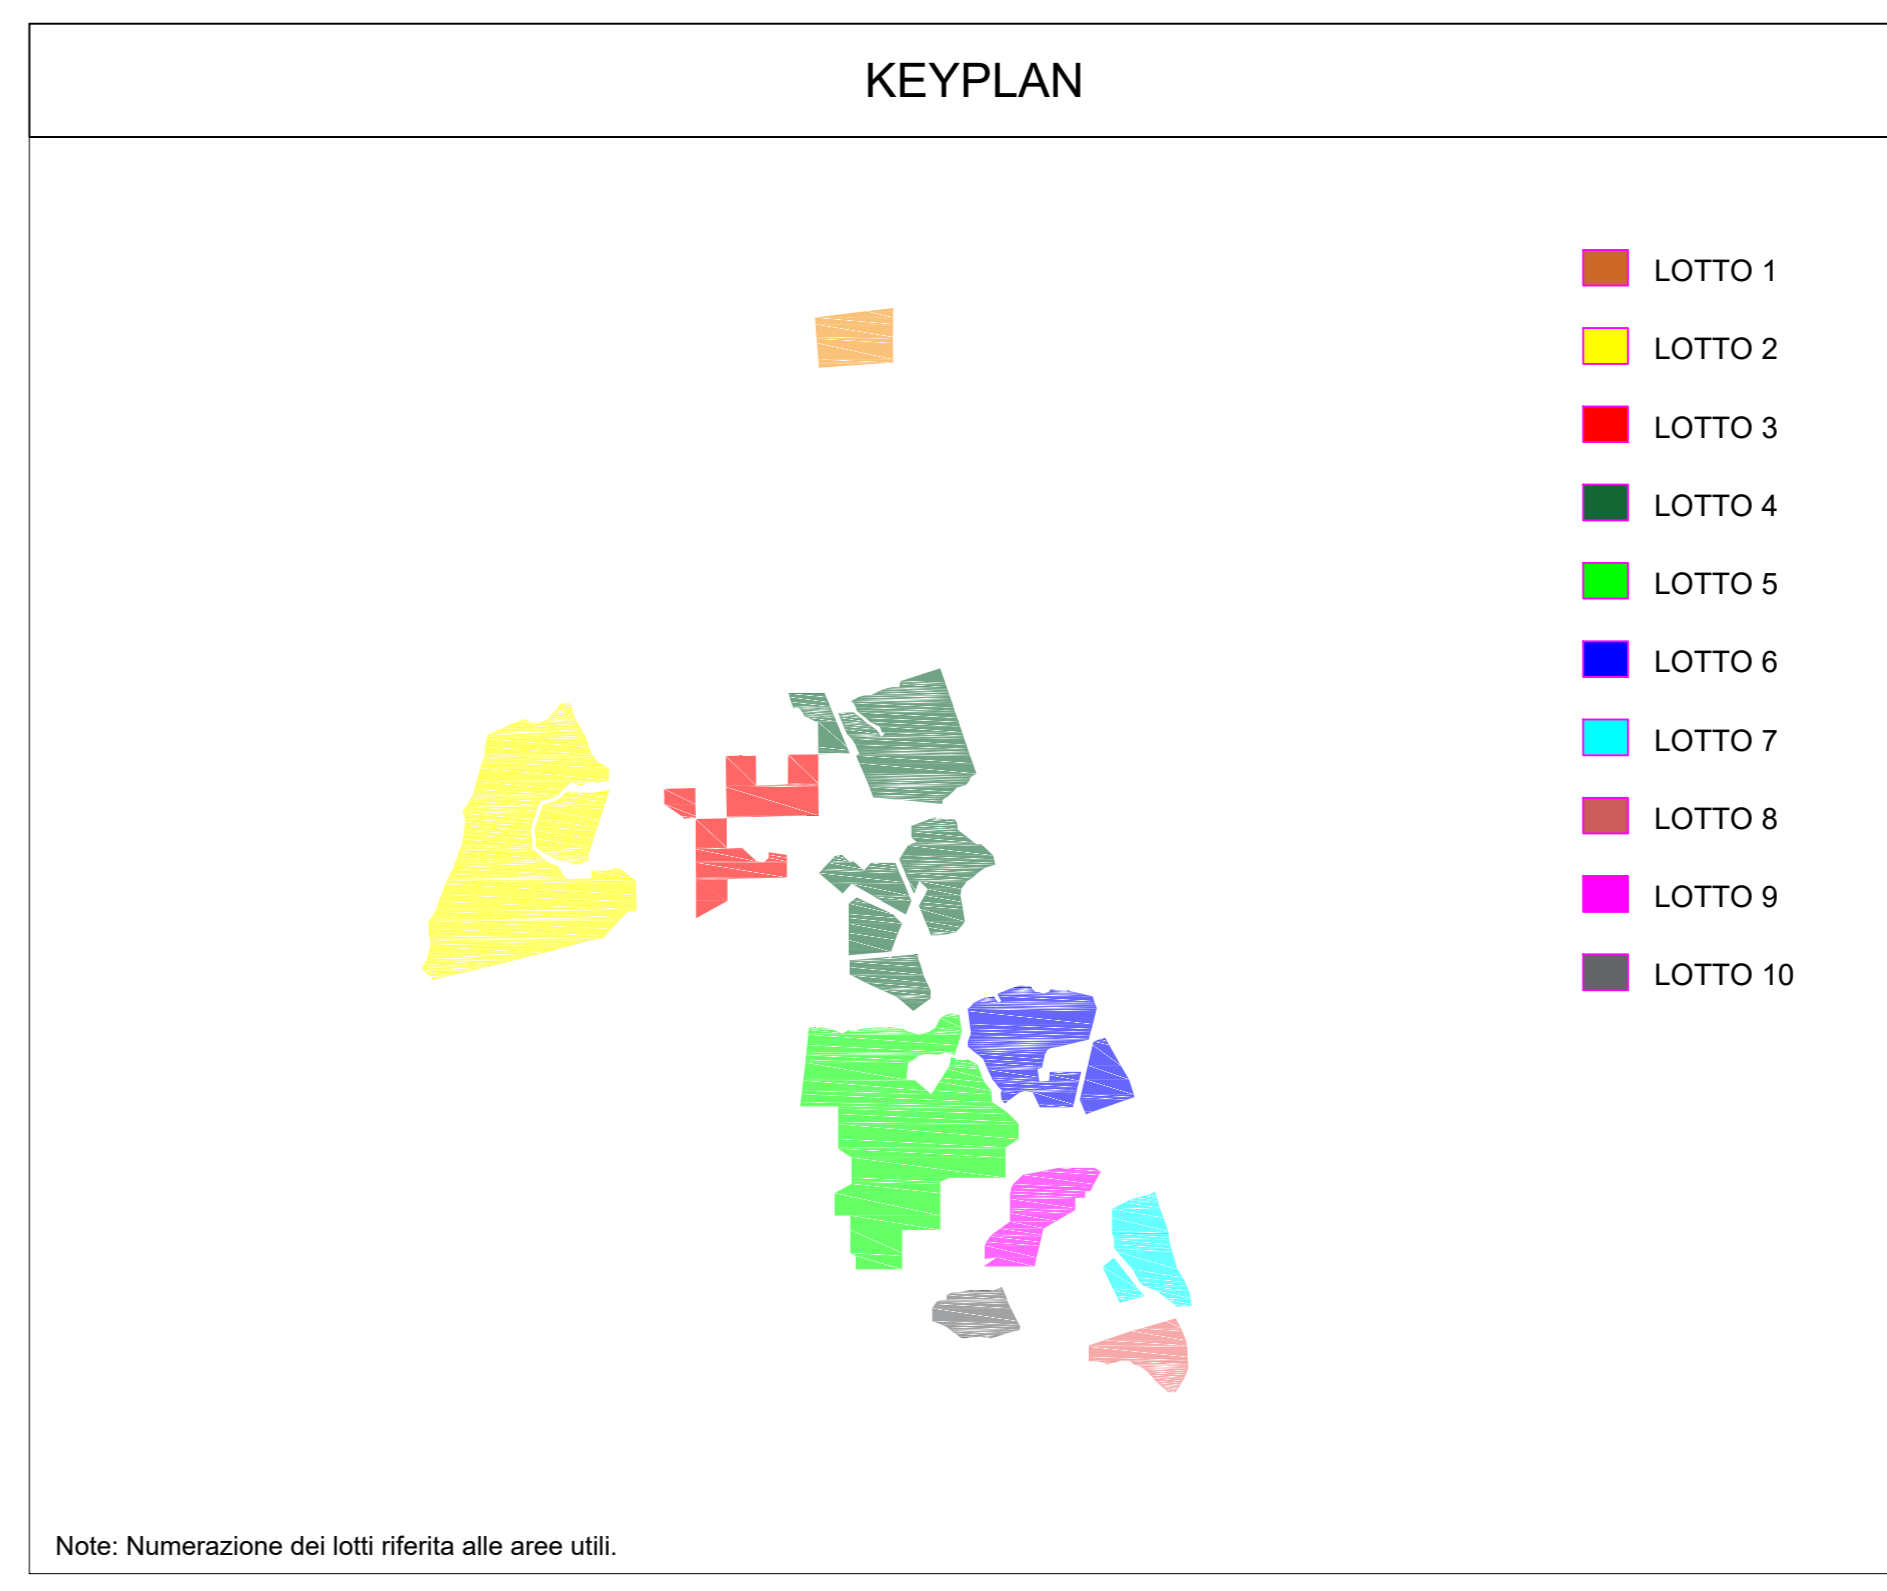 KEYPLAN
LOTTO 1
LOTTO 2
LOTTO 3
LOTTO 4
LOTTO 5
LOTTO 6
LOTTO 7
LOTTO 8
LOTTO 9
LOTTO 10
Note: Numerazione dei lotti riferita alle aree utili.